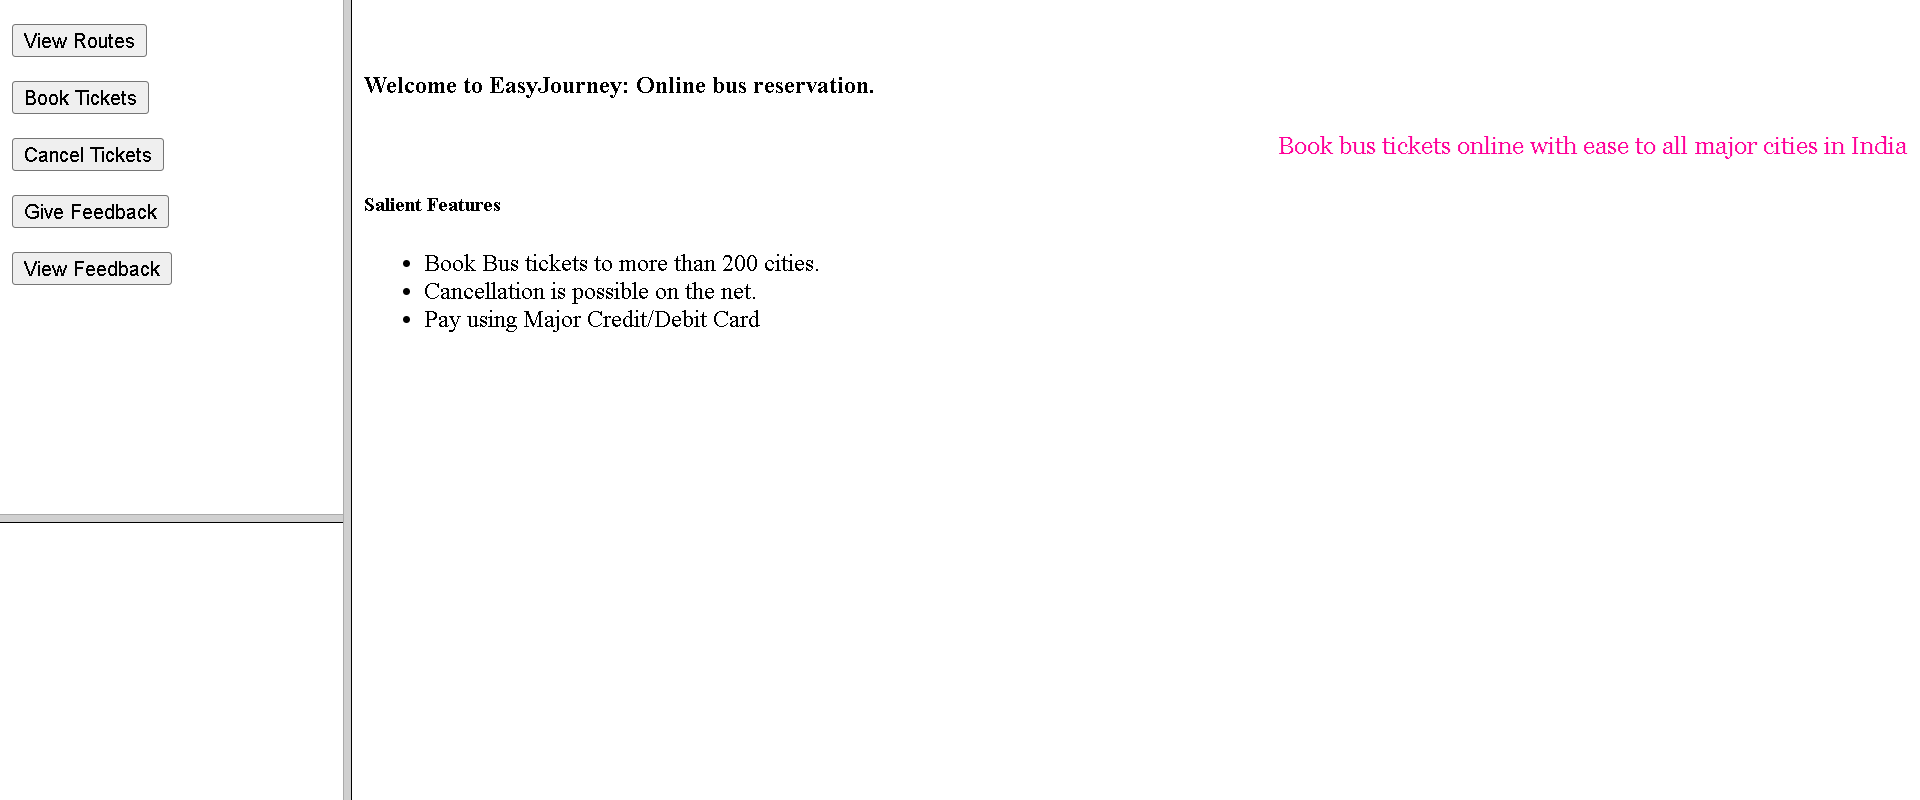 View Routes
Book Tickets
Cancel Tickets
Give Feedback
View Feedback
Welcome to EasyJourney: Online bus reservation.
Book bus tickets online with ease to all major cities in India
Salient Features
Book Bus tickets to more than 200 cities.
Cancellation is possible on the net.
Pay using Major Credit/Debit Card